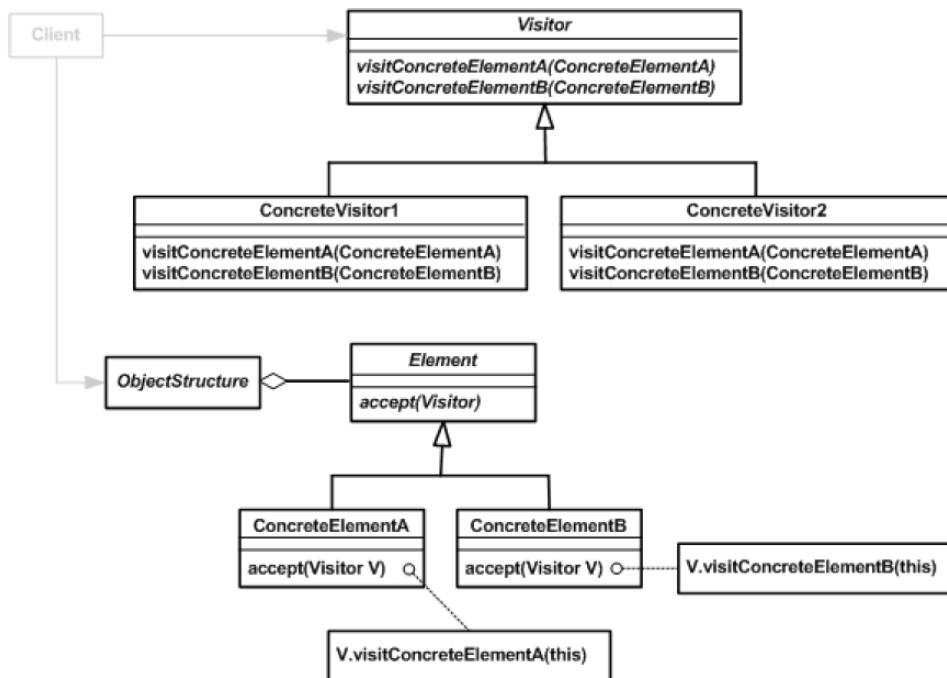 Client
Visitor
visitConcreteElementA(ConcreteElementA)
visitConcreteElementB(ConcreteElementB)
ConcreteVisitor1
visitConcreteElementA(ConcreteElementA)
visitConcreteElementB(ConcreteElementB)
ConcreteVisitor2
visitConcreteElementA(ConcreteElementA)
visitConcreteElementB(ConcreteElementB)
ObjectStructure
Element
accept(Visitor)
ConcreteElementA
accept(Visitor V)
ConcreteElementB
accept(Visitor V)
V.visitConcreteElementB(this)
V.visitConcreteElementA(this)